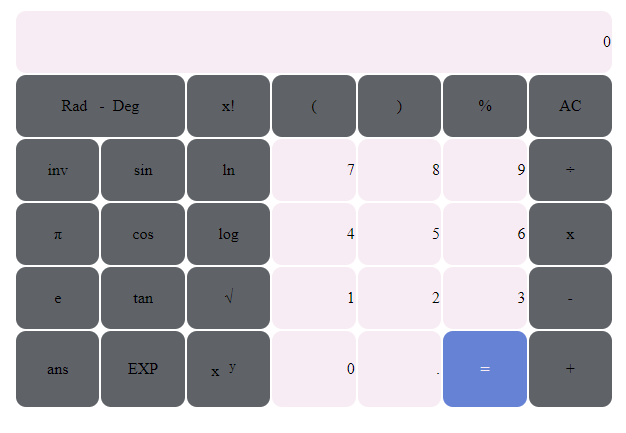 0
Rad - Deg x! ( ) % AC
inv sin ln 7 8 9 ÷
π cos log 4 5 6 x
e tan √ 1 2 3 -
ans EXP x y 0 . = +